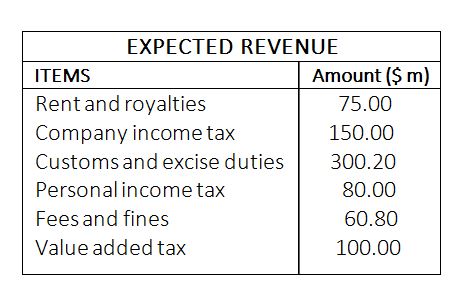 EXPECTED REVENUE
ITEMS Amount ($ m)
Rent and royalties 75.00
Company income tax 150.00
Customs and excise duties 300.20
Personal income tax 80.00
Fees and fines 60.80
Value added tax 100.00